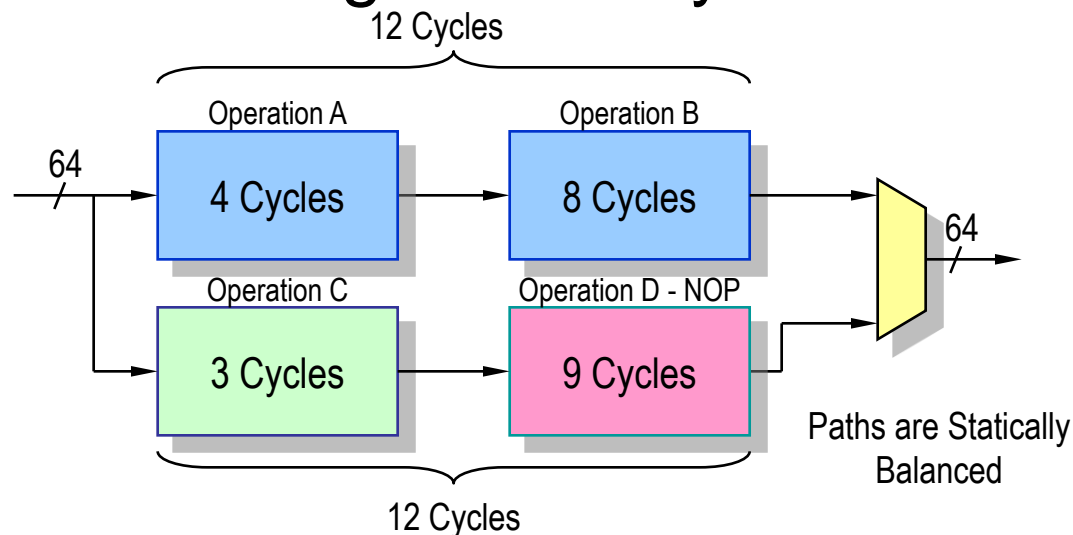 12 Cycles
Operation A
Operation B
64
4 Cycles
8 Cycles
64
Operation C
Operation D - NOP
3 Cycles
9 Cycles
Paths are Statically
Balanced
12 Cycles